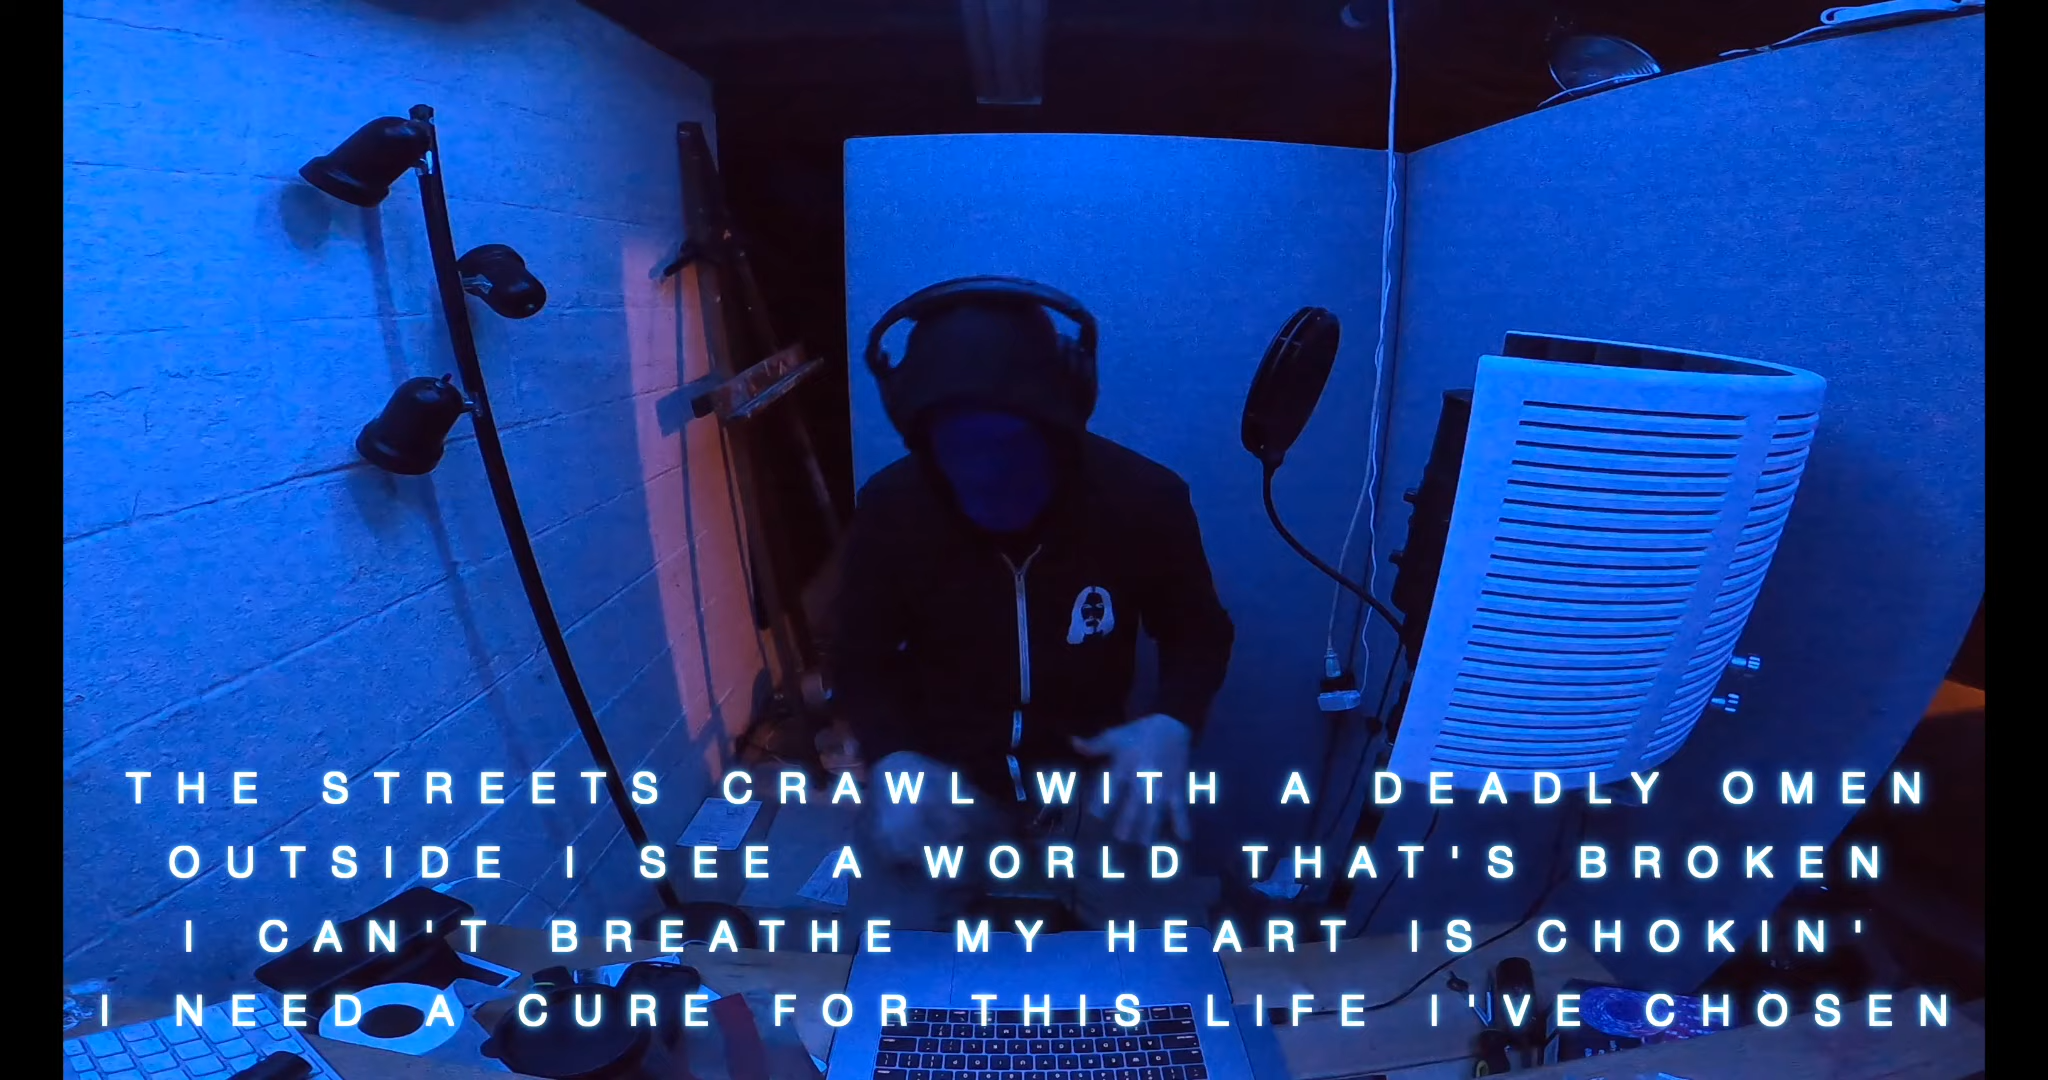 THE STREETS CRAWL WITH A DEADLY OMEN
OUTSIDE I SEE A WORLD THAT'S BROKEN
I CAN'T BREATHE MY HEART IS CHOKIN'
I NEED A CURE FOR THIS LIFE I'VE CHOSEN